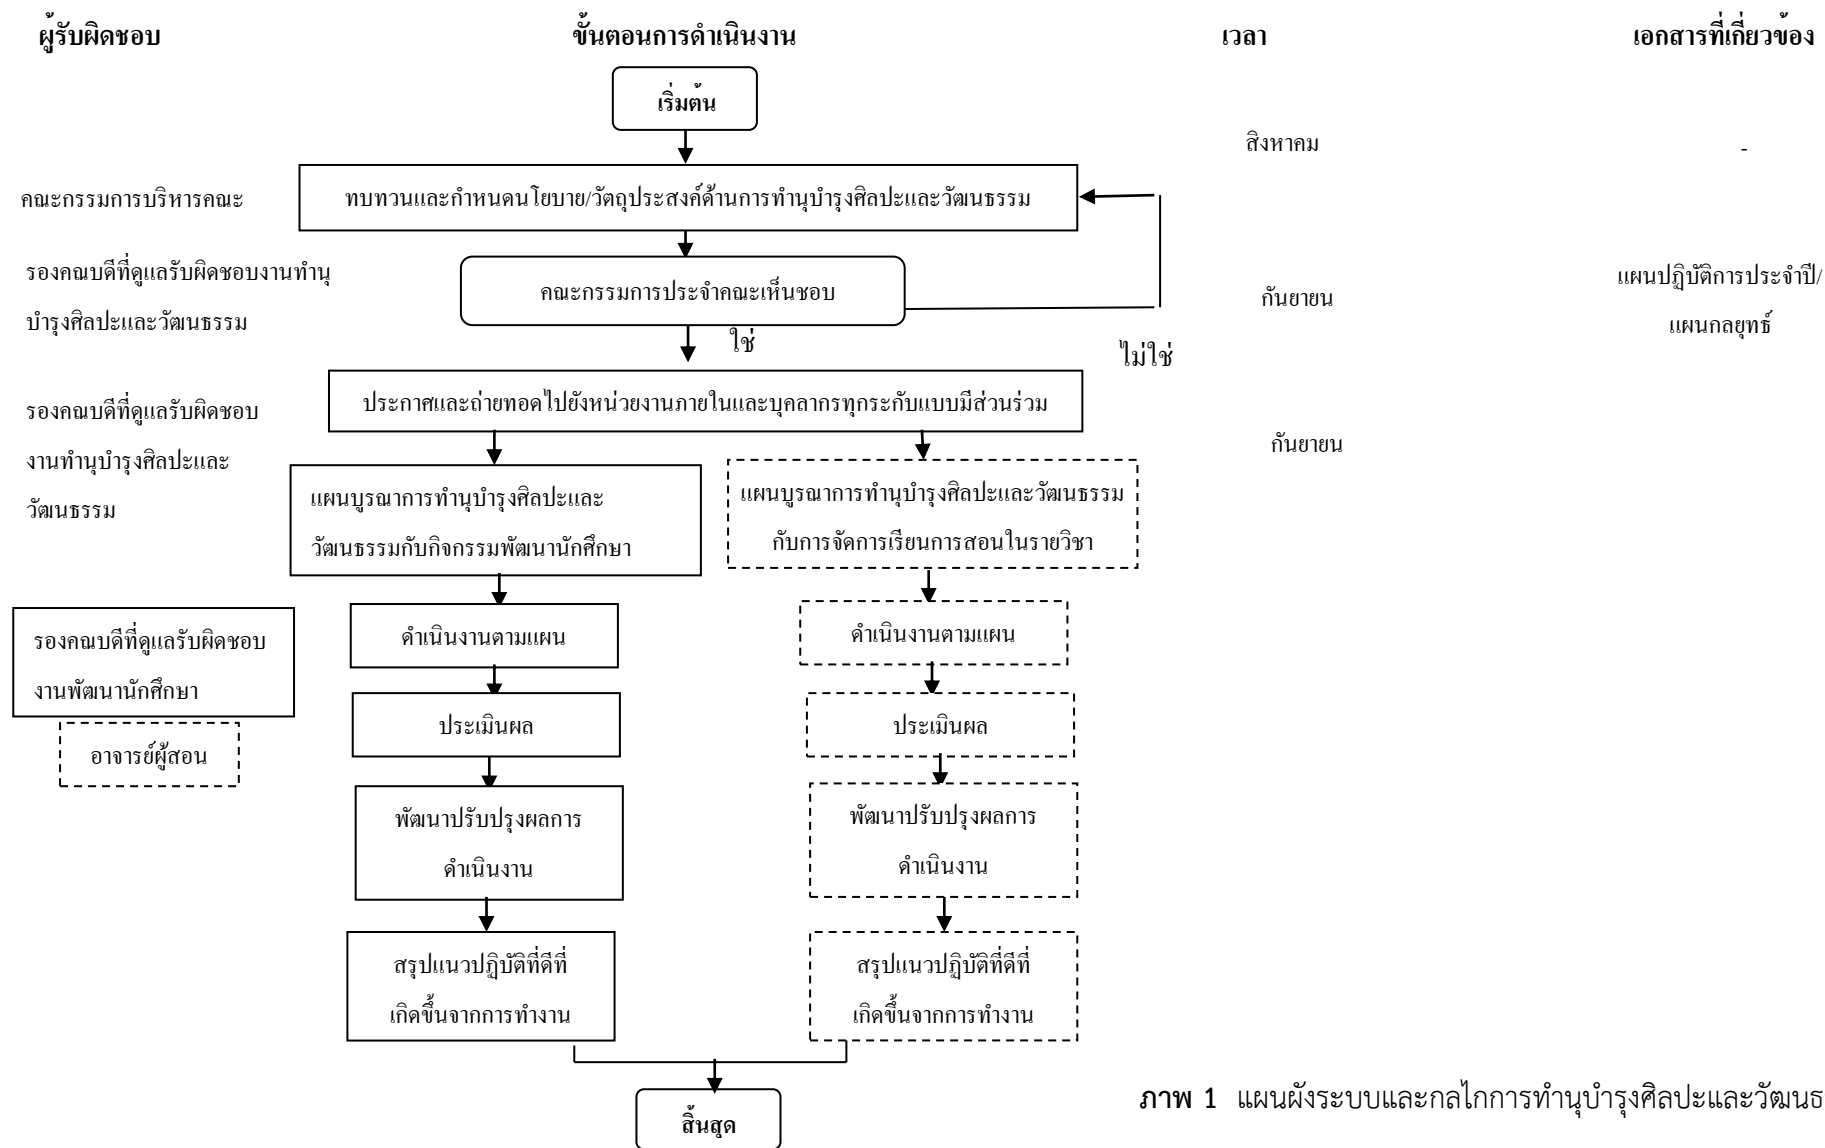 ผู้รับผิดชอบ
ขั้นตอนการดำเนินงาน
เวลา
เอกสารที่เกี่ยวข้อง
เริ่มต้น
สิงหาคม
-
คณะกรรมการบริหารคณะ
ทบทวนและกำหนดนโยบาย/วัตถุประสงค์ด้านการทำนุบำรุงศิลปะและวัฒนธรรม
รองคณบดีที่ดูแลรับผิดชอบงานทำนุ
บำรุงศิลปะและวัฒนธรรม
คณะกรรมการประจำคณะเห็นชอบ
กันยายน
แผนปฏิบัติการประจำปี/
แผนกลยุทธ์
ใช่
ไม่ใช่
รองคณบดีที่ดูแลรับผิดชอบ
งานทำนุบำรุงศิลปะและ
วัฒนธรรม
ประกาศและถ่ายทอดไปยังหน่วยงานภายในและบุคลากรทุกระกับแบบมีส่วนร่วม
กันยายน
แผนบูรณาการทำนุบำรุงศิลปะและ
วัฒนธรรมกับกิจกรรมพัฒนานักศึกษา
แผนบูรณาการทำนุบำรุงศิลปะและวัฒนธรรม
กับการจัดการเรียนการสอนในรายวิชา
รองคณบดีที่ดูแลรับผิดชอบ
งานพัฒนานักศึกษา
อาจารย์ผู้สอน
ดำเนินงานตามแผน
ดำเนินงานตามแผน
ประเมินผล
ประเมินผล
พัฒนาปรับปรุงผลการ
ดำเนินงาน
พัฒนาปรับปรุงผลการ
ดำเนินงาน
สรุปแนวปฏิบัติที่ดีที่
เกิดขึ้นจากการทำงาน
สรุปแนวปฏิบัติที่ดีที่
เกิดขึ้นจากการทำงาน
สิ้นสุด
ภาพ 1 แผนผังระบบและกลไกการทำนุบำรุงศิลปะและวัฒนธ